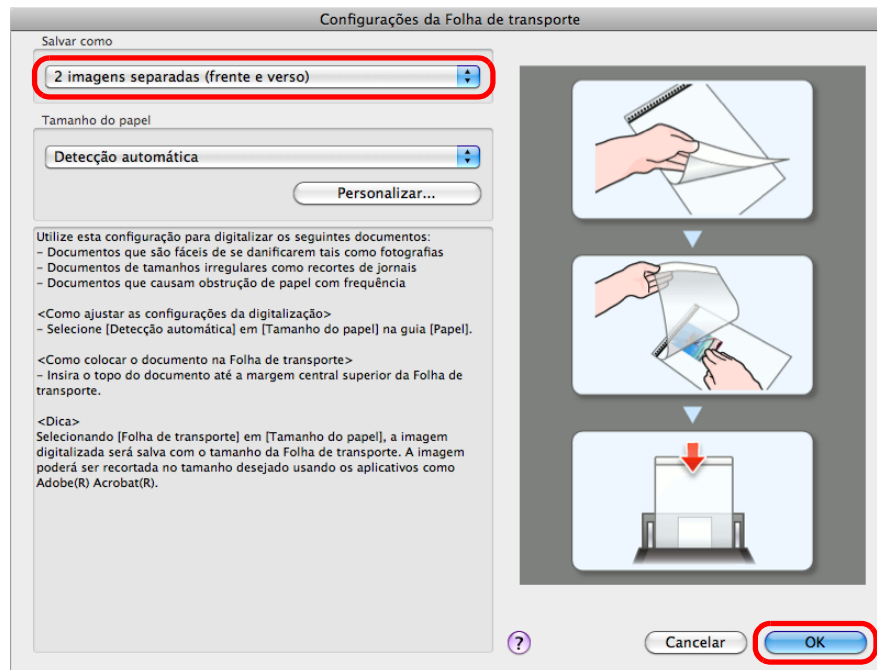 Configurações da Folha de transporte
Salvar como
2 imagens separadas (frente e verso)
Tamanho do papel
Detecção automática
Personalizar...
Utilize esta configuração para digitalizar os seguintes documentos:
– Documentos que são fáceis de se danificarem tais como fotografias
– Documentos de tamanhos irregulares como recortes de jornais
– Documentos que causam obstrução de papel com frequência
<Como ajustar as configurações da digitalização>
– Selecione [Detecção automática] em [Tamanho do papel] na guia [Papel].
<Como colocar o documento na Folha de transporte>
– Insira o topo do documento até a margem central superior da Folha de
transporte.
<Dica>
Selecionando [Folha de transporte] em [Tamanho do papel], a imagem
digitalizada será salva com o tamanho da Folha de transporte. A imagem
poderá ser recortada no tamanho desejado usando os aplicativos como
Adobe(R) Acrobat(R).
?
Cancelar
OK